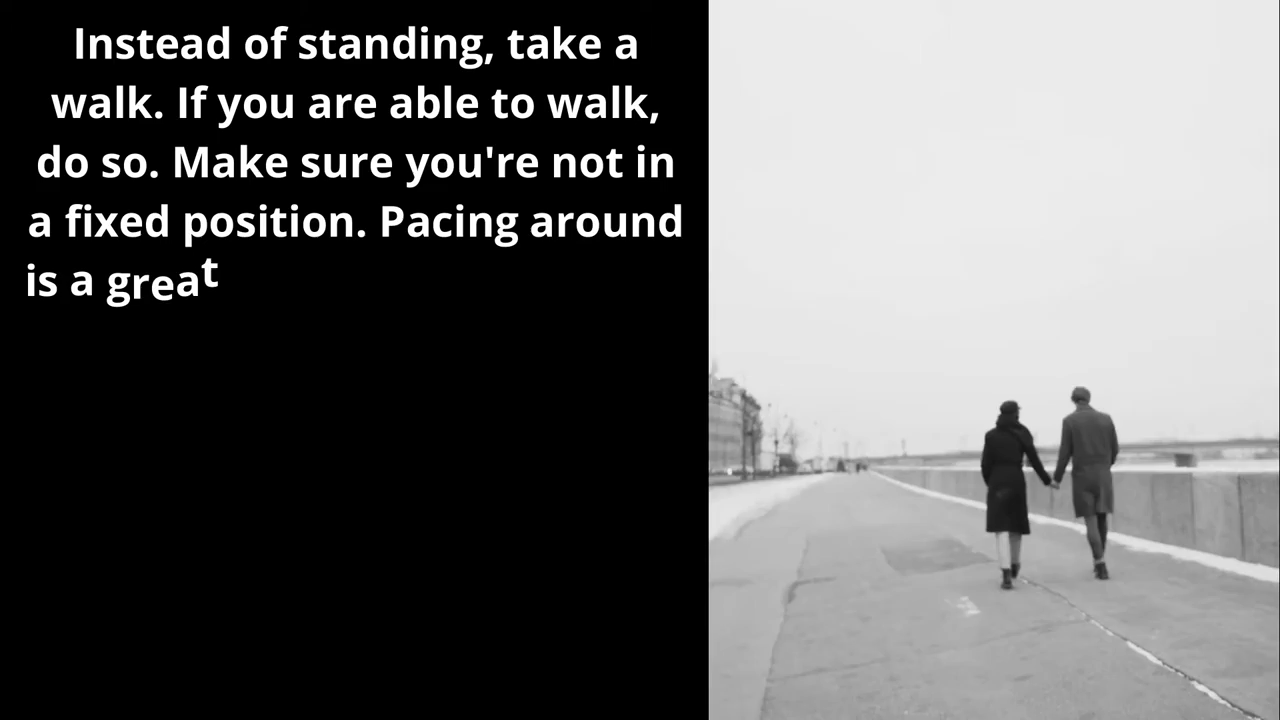 Instead of standing, take a
walk. If you are able to walk,
do so. Make sure you're not in
a fixed position. Pacing around
is a great